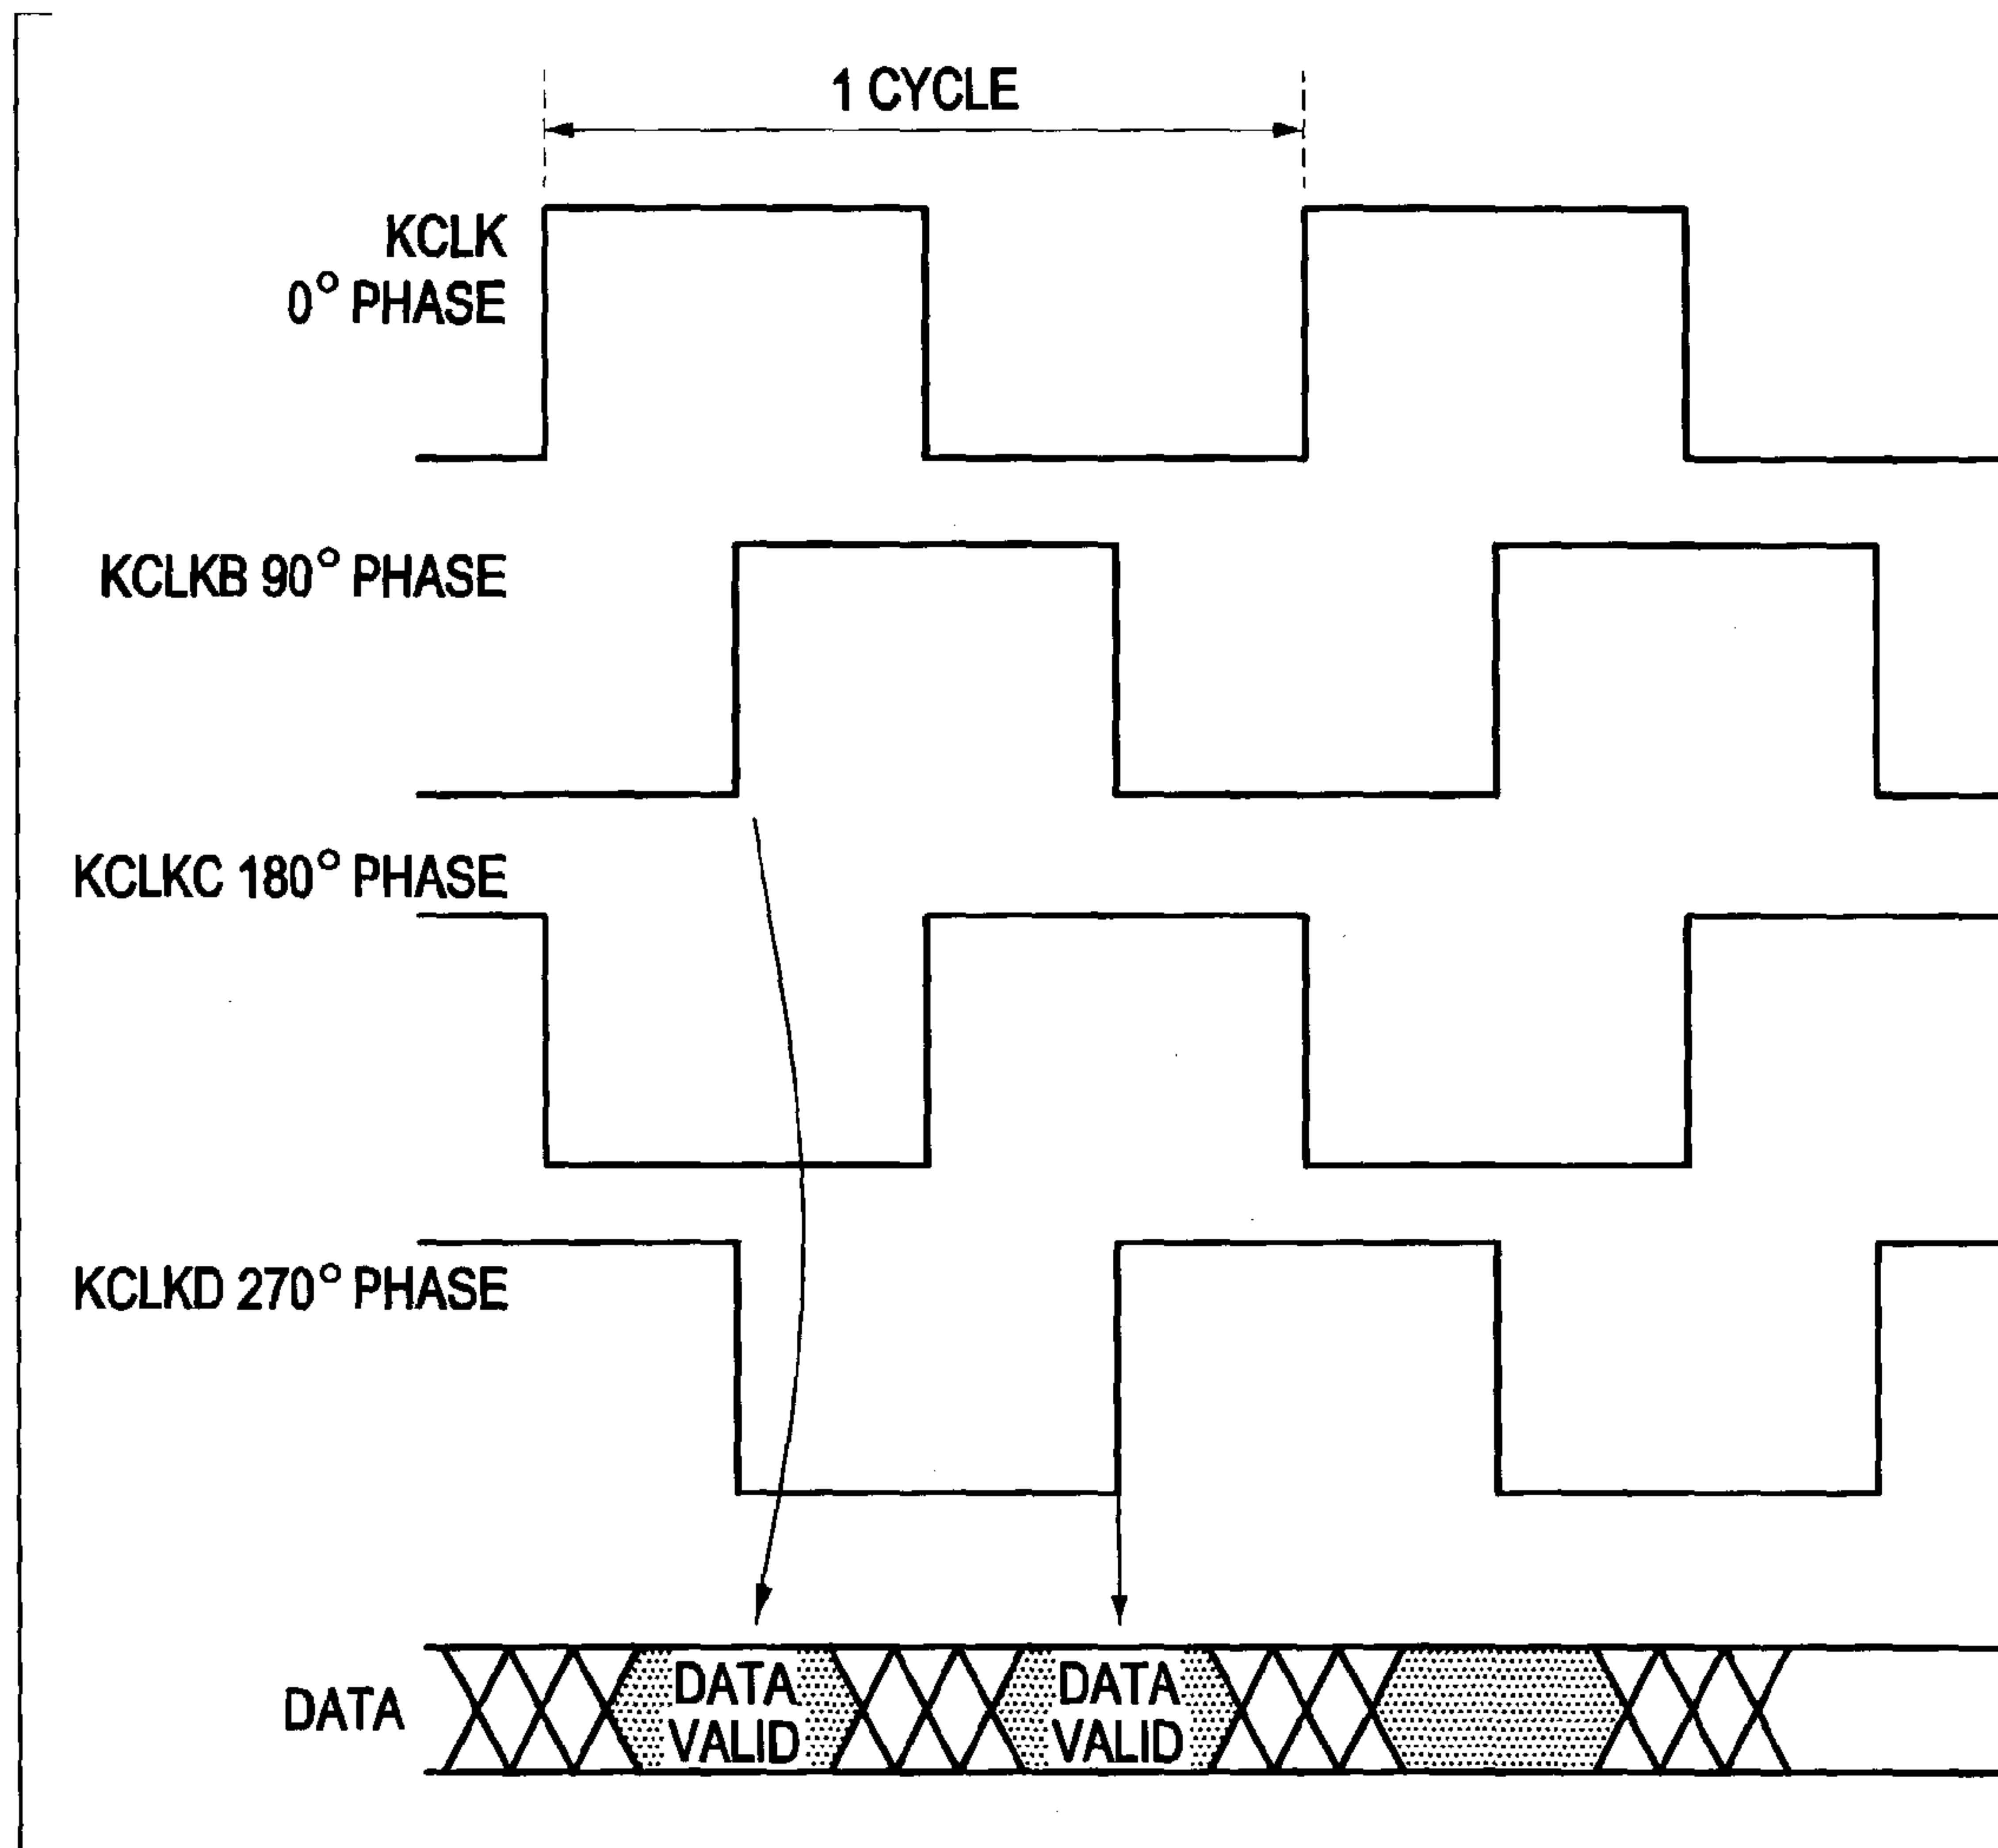 1 CYCLE
KCLK
0° PHASE
KCLKB 90° PHASE
KCLKC 180° PHASE
KCLKD 270° PHASE
DATA
DATA
VALID
DATA
VALID